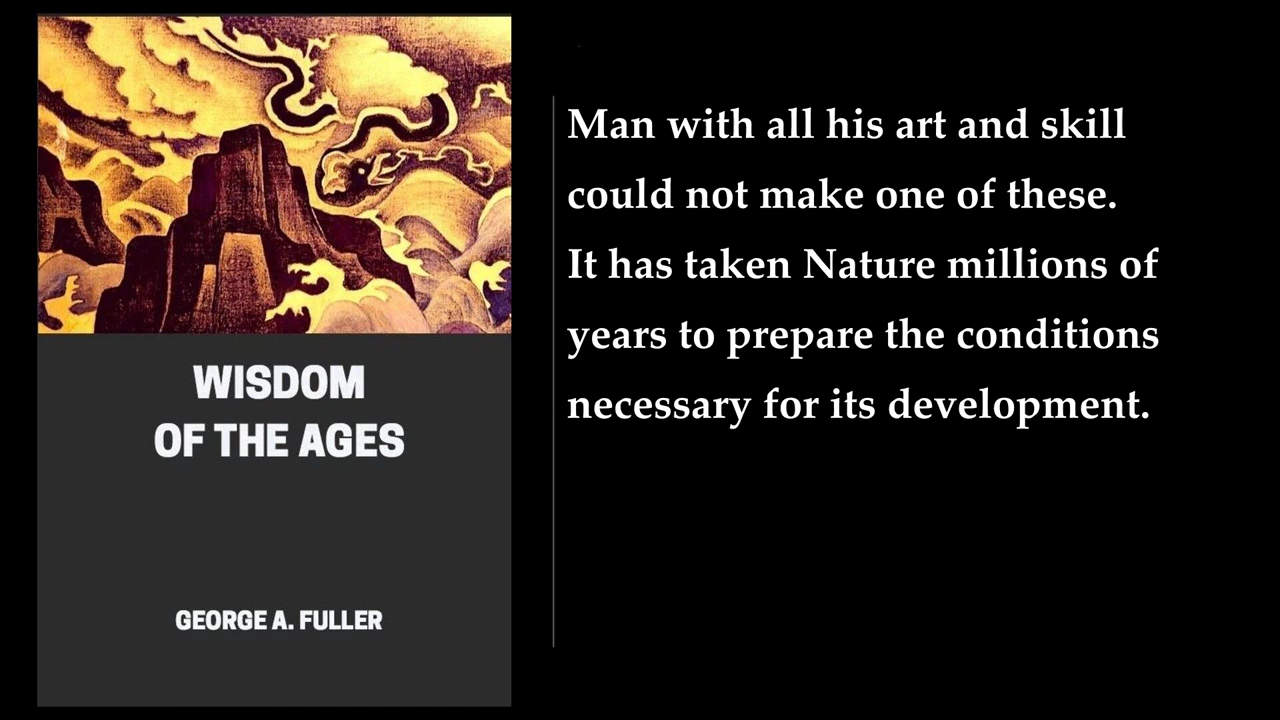 WISDOM
OF THE AGES
GEORGE A. FULLER
Man with all his art and skill
could not make one of these.
It has taken Nature millions of
years to prepare the conditions
necessary for its development.